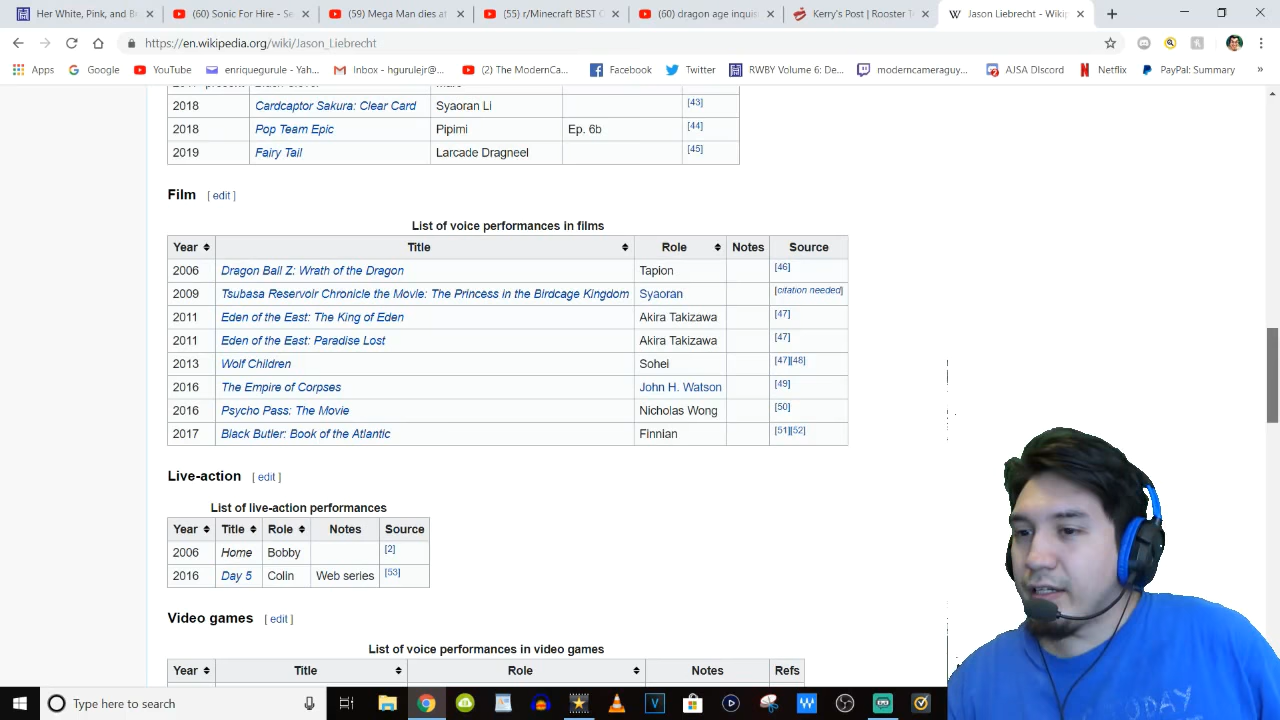 Her White, Pink, and B
(60) Sonic For Hire - Se
(59) Mega Man dies at
(55) r/Minecraft BEST
(60) dragon age inquis
Kerry's Post | Rooster T
Jason Liebrecht - Wikip
https://en.wikipedia.org/wiki/Jason_Liebrecht
Apps
Google
YouTube
enriquegurule - Yah...
Inbox - hgurulejr@...
(2) The ModernCa...
Facebook
Twitter
RWBY Volume 6: De...
moderncameraguy...
AJSA DIscord
Netflix
PayPal: Summary
»
2018 Cardcaptor Sakura: Clear Card Syaoran Li [43]
2018 Pop Team Epic Pipimi Ep. 6b [44]
2019 Fairy Tail Larcade Dragneel [45]
Film [ edit ]
List of voice performances in films
Year Title Role Notes Source
2006 Dragon Ball Z: Wrath of the Dragon Tapion [46]
2009 Tsubasa Reservoir Chronicle the Movie: The Princess in the Birdcage Kingdom Syaoran [citation needed]
2011 Eden of the East: The King of Eden Akira Takizawa [47]
2011 Eden of the East: Paradise Lost Akira Takizawa [47]
2013 Wolf Children Sohei [47][48]
2016 The Empire of Corpses John H. Watson [49]
2016 Psycho Pass: The Movie Nicholas Wong [50]
2017 Black Butler: Book of the Atlantic Finnian [51][52]
Live-action [ edit ]
List of live-action performances
Year Title Role Notes Source
2006 Home Bobby [2]
2016 Day 5 Colin Web series [53]
Video games [ edit ]
List of voice performances in video games
Year Title Role Notes Refs
TODAY
Type here to search